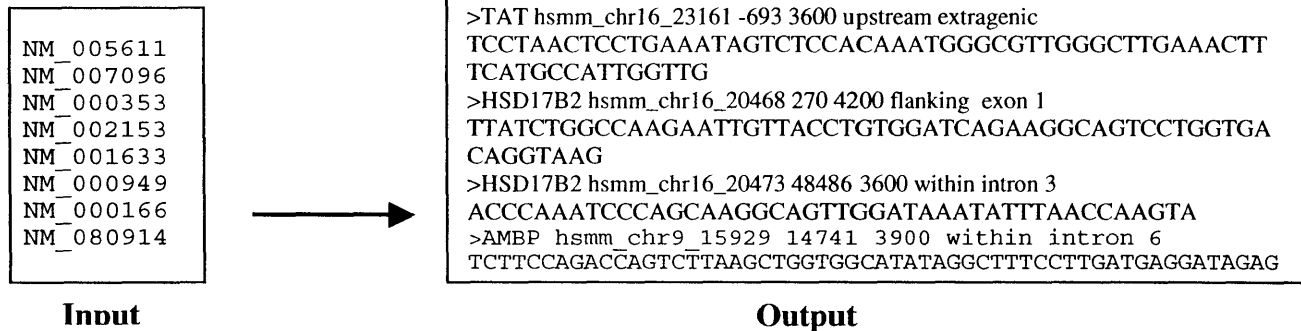 NM_005611
NM_007096
NM_000353
NM_002153
NM_001633
NM_000949
NM_000166
NM_080914
Input
>TAT hsmm_chr16_23161 -693 3600 upstream extragenic
TCCTAACTCCTGAAATAGTCTCCACAAATGGGCGTTGGGCTTGAAACTT
TCATGCCATTGGTTG
>HSD17B2 hsmm_chr16_20468 270 4200 flanking exon 1
TTATCTGGCCAAGAATTGTTACCTGTGGATCAGAAGGCAGTCCTGGTGA
CAGGTAAG
>HSD17B2 hsmm_chr16_20473 48486 3600 within intron 3
ACCCAAATCCCAGCAAGGCAGTTGGATAAATATTTAACCAAGTA
>AMBP hsmm_chr9_15929 14741 3900 within intron 6
TCTTCCAGACCAGTCTTAAGCTGGTGGCATATAGGCTTTCCTTGATGAGGATAGAG
Output